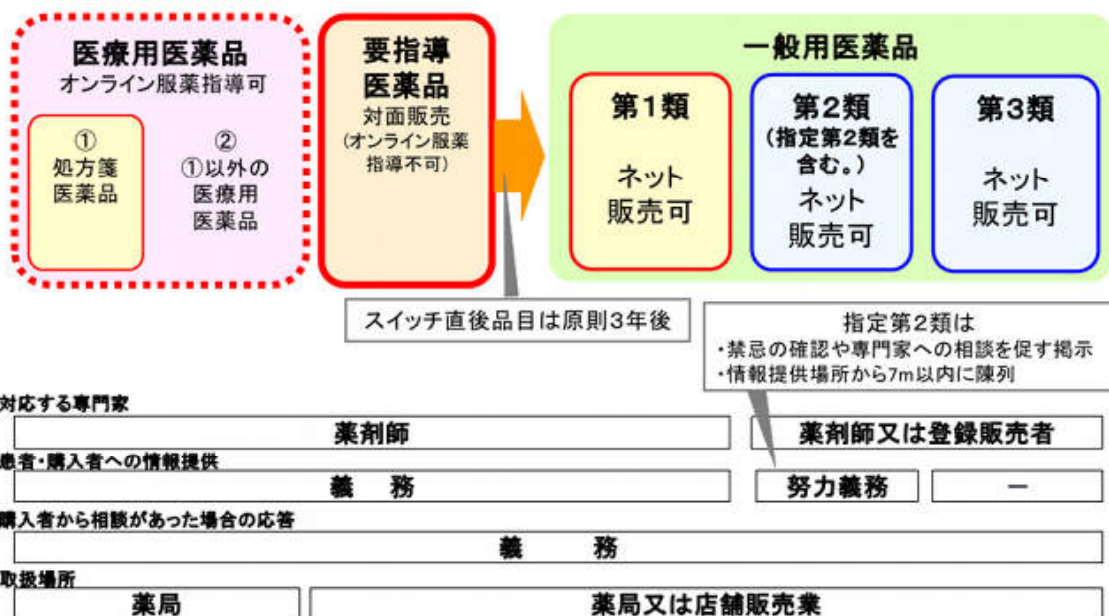 医療用医薬品
オンライン服薬指導可
①
処方箋
医薬品
②
①以外の
医療用
医薬品
要指導
医薬品
対面販売
(オンライン服薬
指導不可)
一般用医薬品
第1類
ネット
販売可
第2類
(指定第2類を
含む。)
ネット
販売可
第3類
ネット
販売可
スイッチ直後品目は原則3年後
指定第2類は
・禁忌の確認や専門家への相談を促す掲示
・情報提供場所から7m以内に陳列
対応する専門家
薬剤師
薬剤師又は登録販売者
患者・購入者への情報提供
義 務
努力義務
－
購入者から相談があった場合の応答
義 務
取扱場所
薬局
薬局又は店舗販売業